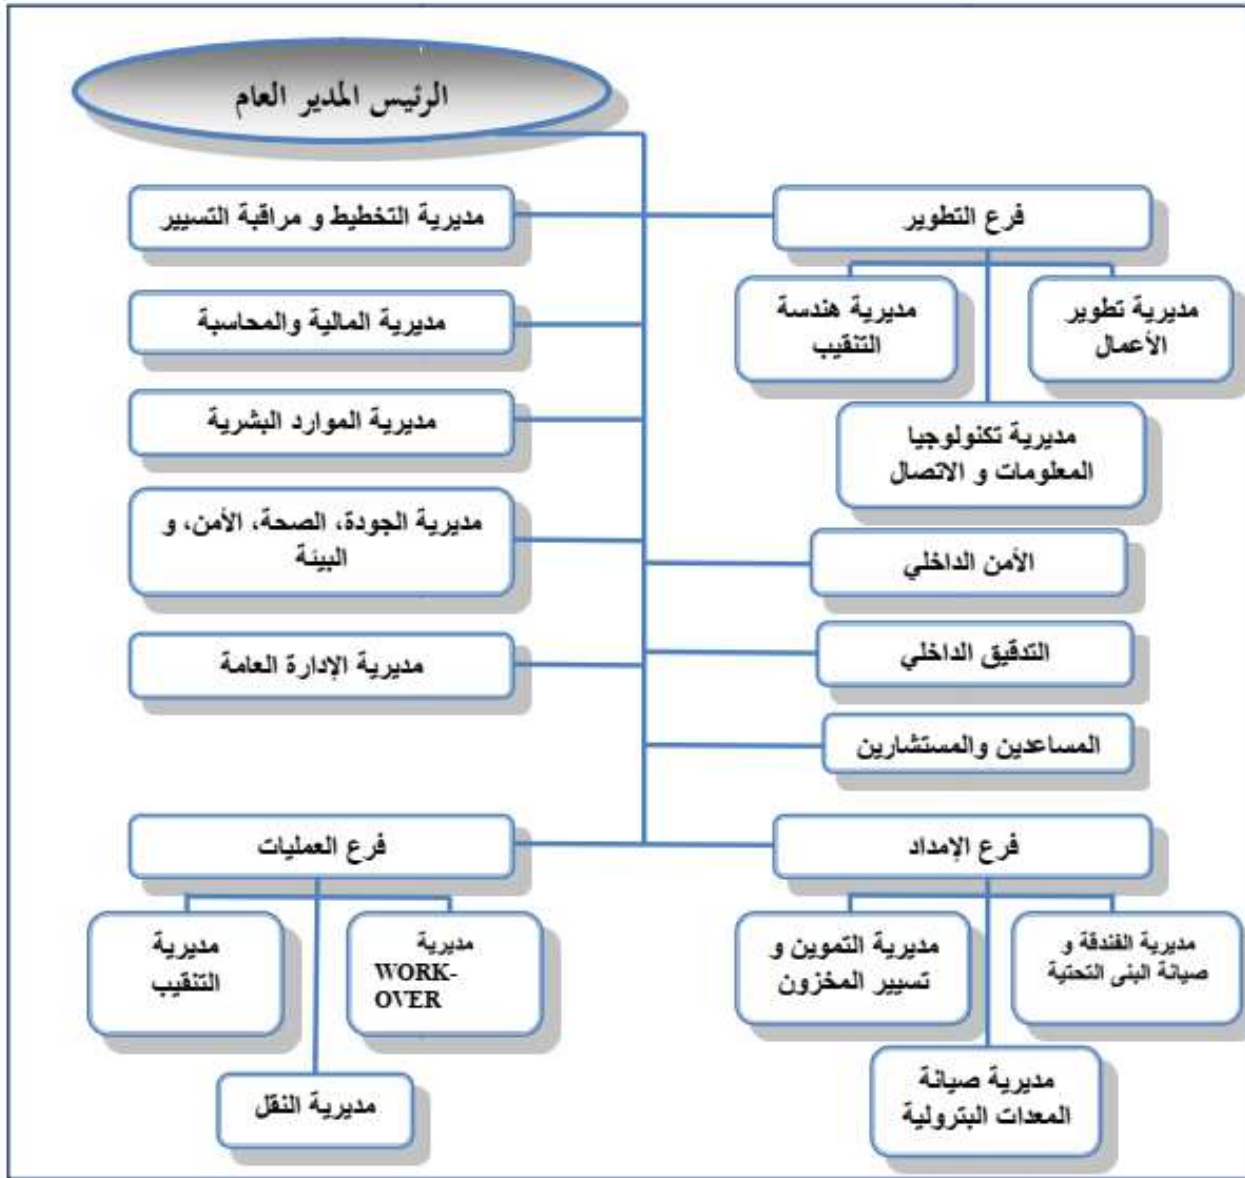 الرئيس المدير العام
فرع التطوير
مديرية التخطيط و مراقبة التسيير
مديرية تطوير
الأعمال
مديرية هندسة
التنقيب
مديرية تكنولوجيا
المعلومات و الاتصال
مديرية المالية والمحاسبة
مديرية الموارد البشرية
مديرية الجودة، الصحة، الأمن، و
البيئة
مديرية الإدارة العامة
الأمن الداخلي
التدقيق الداخلي
المساعدين والمستشارين
فرع الإمداد
مديرية الفندقة و
صيانة البنى التحتية
مديرية التموين و
تسيير المخزون
مديرية صيانة
المعدات البترولية
فرع العمليات
مديرية
WORK-
OVER
مديرية
التنقيب
مديرية النقل